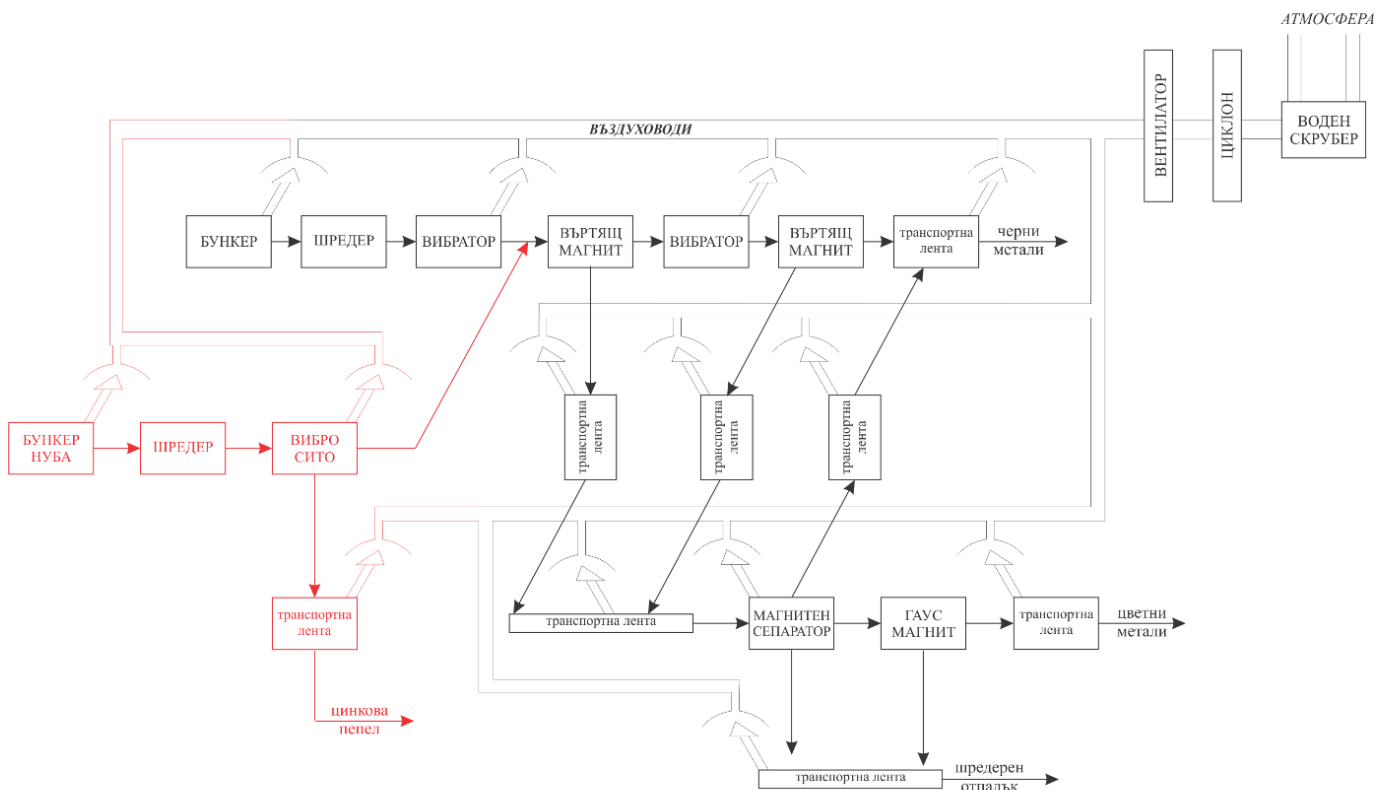 АТМОСФЕРА
ВЕНТИЛАТОР
ЦИКЛОН
ВОДЕН
СКРУБЕР
ВЪЗДУХОВОДИ
БУНКЕР
ШРЕДЕР
ВИБРАТОР
ВЪРТЯЩ
МАГНИТ
ВИБРАТОР
ВЪРТЯЩ
МАГНИТ
транспортна
лента
черни
метали
транспортна
лента
транспортна
лента
транспортна
лента
БУНКЕР
НУБА
ШРЕДЕР
ВИБРО
СИТО
транспортна
лента
транспортна лента
МАГНИТЕН
СЕПАРАТОР
ГАУС
МАГНИТ
транспортна
лента
цветни
метали
цинкова
пепел
транспортна лента
шредерен
отпадък